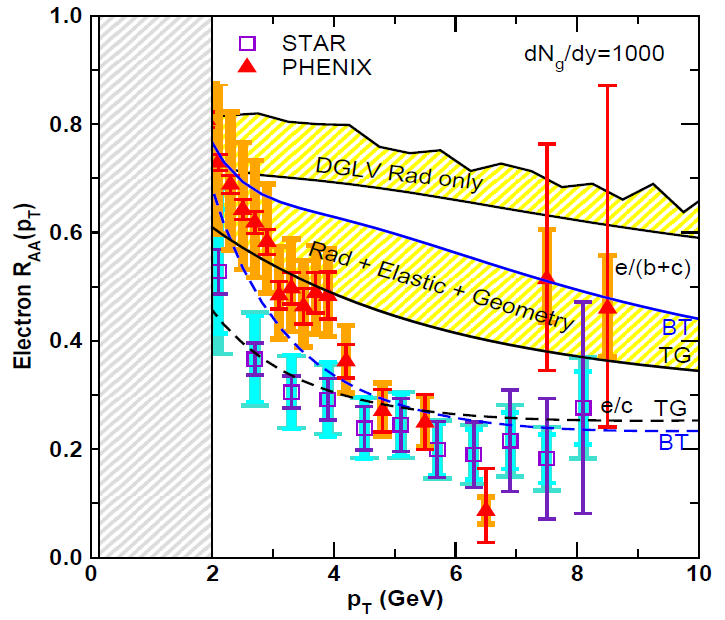 1.0
0.8
0.6
0.4
0.2
0.0
Electron R_AA(p_T)
STAR
PHENIX
dN_g/dy=1000
DGLV Rad only
Rad + Elastic + Geometry
e/(b+c)
BT
TG
e/c
TG
BT
0
2
4
6
8
10
p_T (GeV)